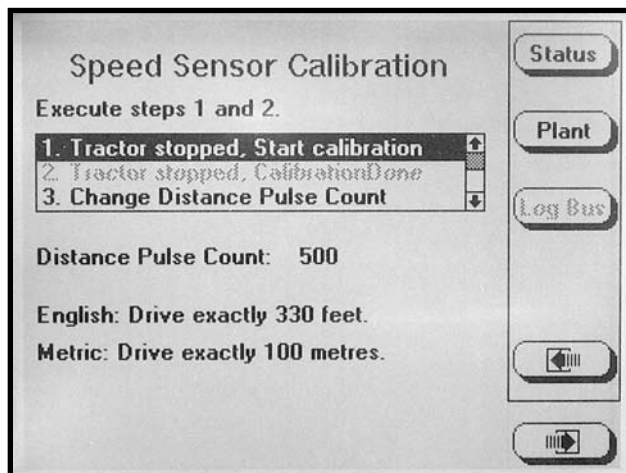 Speed Sensor Calibration
Execute steps 1 and 2.
1. Tractor stopped, Start calibration
2. Tractor stopped, CalibrationDone
3. Change Distance Pulse Count
Distance Pulse Count: 500
English: Drive exactly 330 feet.
Metric: Drive exactly 100 metres.
Status
Plant
Log Bus